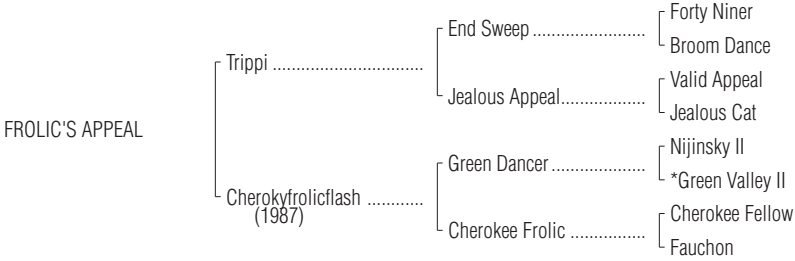 Forty Niner
End Sweep ........................
Broom Dance
Trippi ................................
Valid Appeal
Jealous Appeal..................
Jealous Cat
FROLIC'S APPEAL
Nijinsky II
Green Dancer ....................
*Green Valley II
Cherokyfrolicflash ............
(1987)
Cherokee Fellow
Cherokee Frolic ................
Fauchon